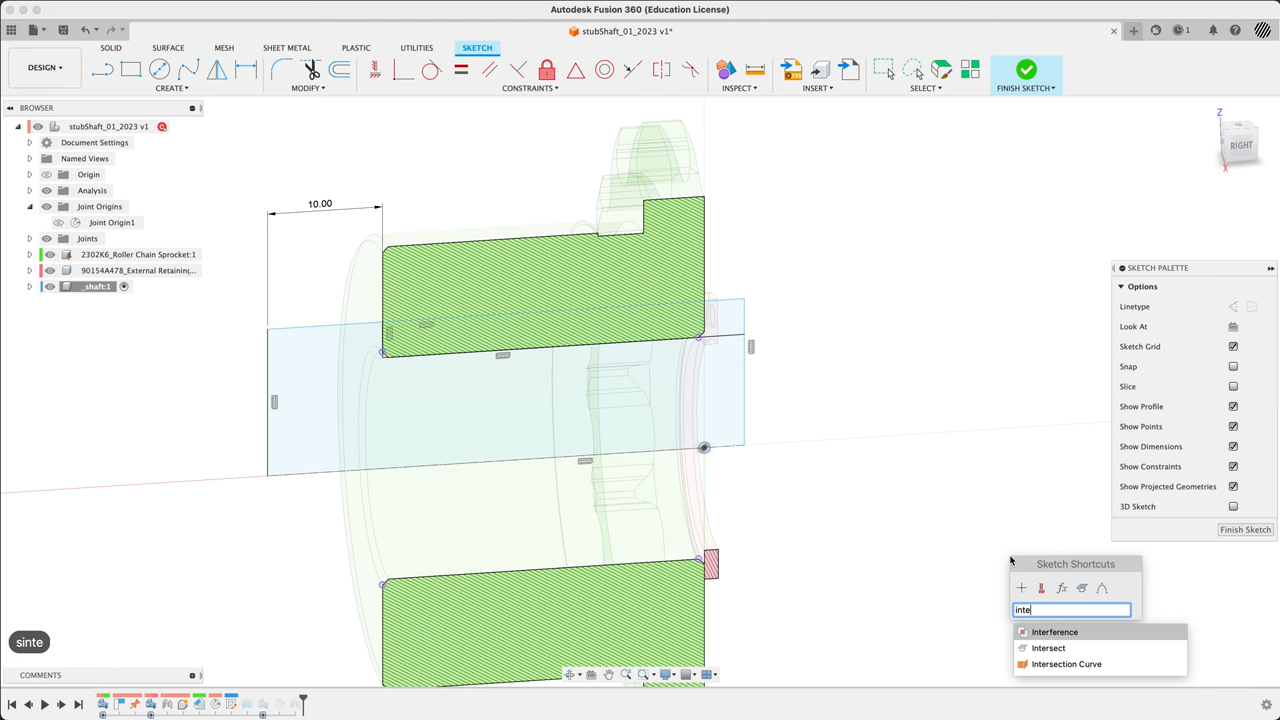 Autodesk Fusion 360 (Education License)
stubShaft_01_2023 v1*
1
DESIGN
SOLID
SURFACE
MESH
SHEET METAL
PLASTIC
UTILITIES
SKETCH
CREATE
MODIFY
CONSTRAINTS
INSPECT
INSERT
SELECT
FINISH SKETCH
BROWSER
stubShaft_01_2023 v1
Document Settings
Named Views
Origin
Analysis
Joint Origins
Joint Origin1
Joints
2302K6_Roller Chain Sprocket:1
90154A478_External Retaining...
_shaft:1
10.00
Z
RIGHT
X
SKETCH PALETTE
Options
Linetype
Look At
Sketch Grid
Snap
Slice
Show Profile
Show Points
Show Dimensions
Show Constraints
Show Projected Geometries
3D Sketch
Finish Sketch
Sketch Shortcuts
inte
Interference
Intersect
Intersection Curve
sinte
COMMENTS